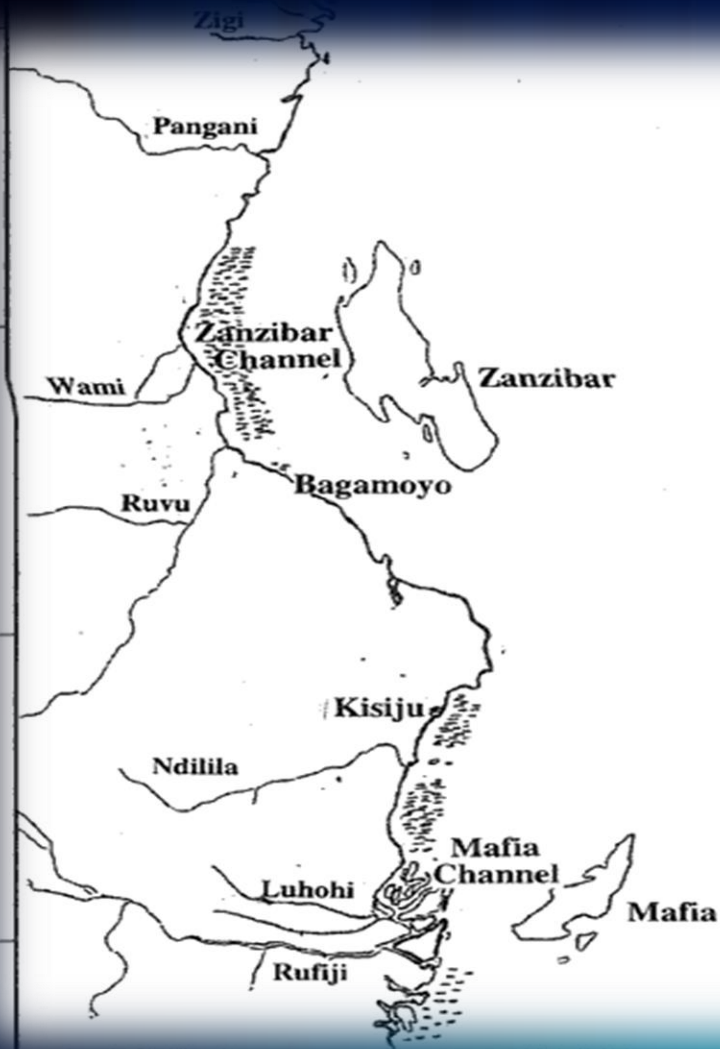 Zigi
Pangani
Zanzibar
Channel
Wami
Zanzibar
Bagamoyo
Ruvu
Kisiju
Ndilila
Mafia
Channel
Luhohi
Mafia
Rufiji